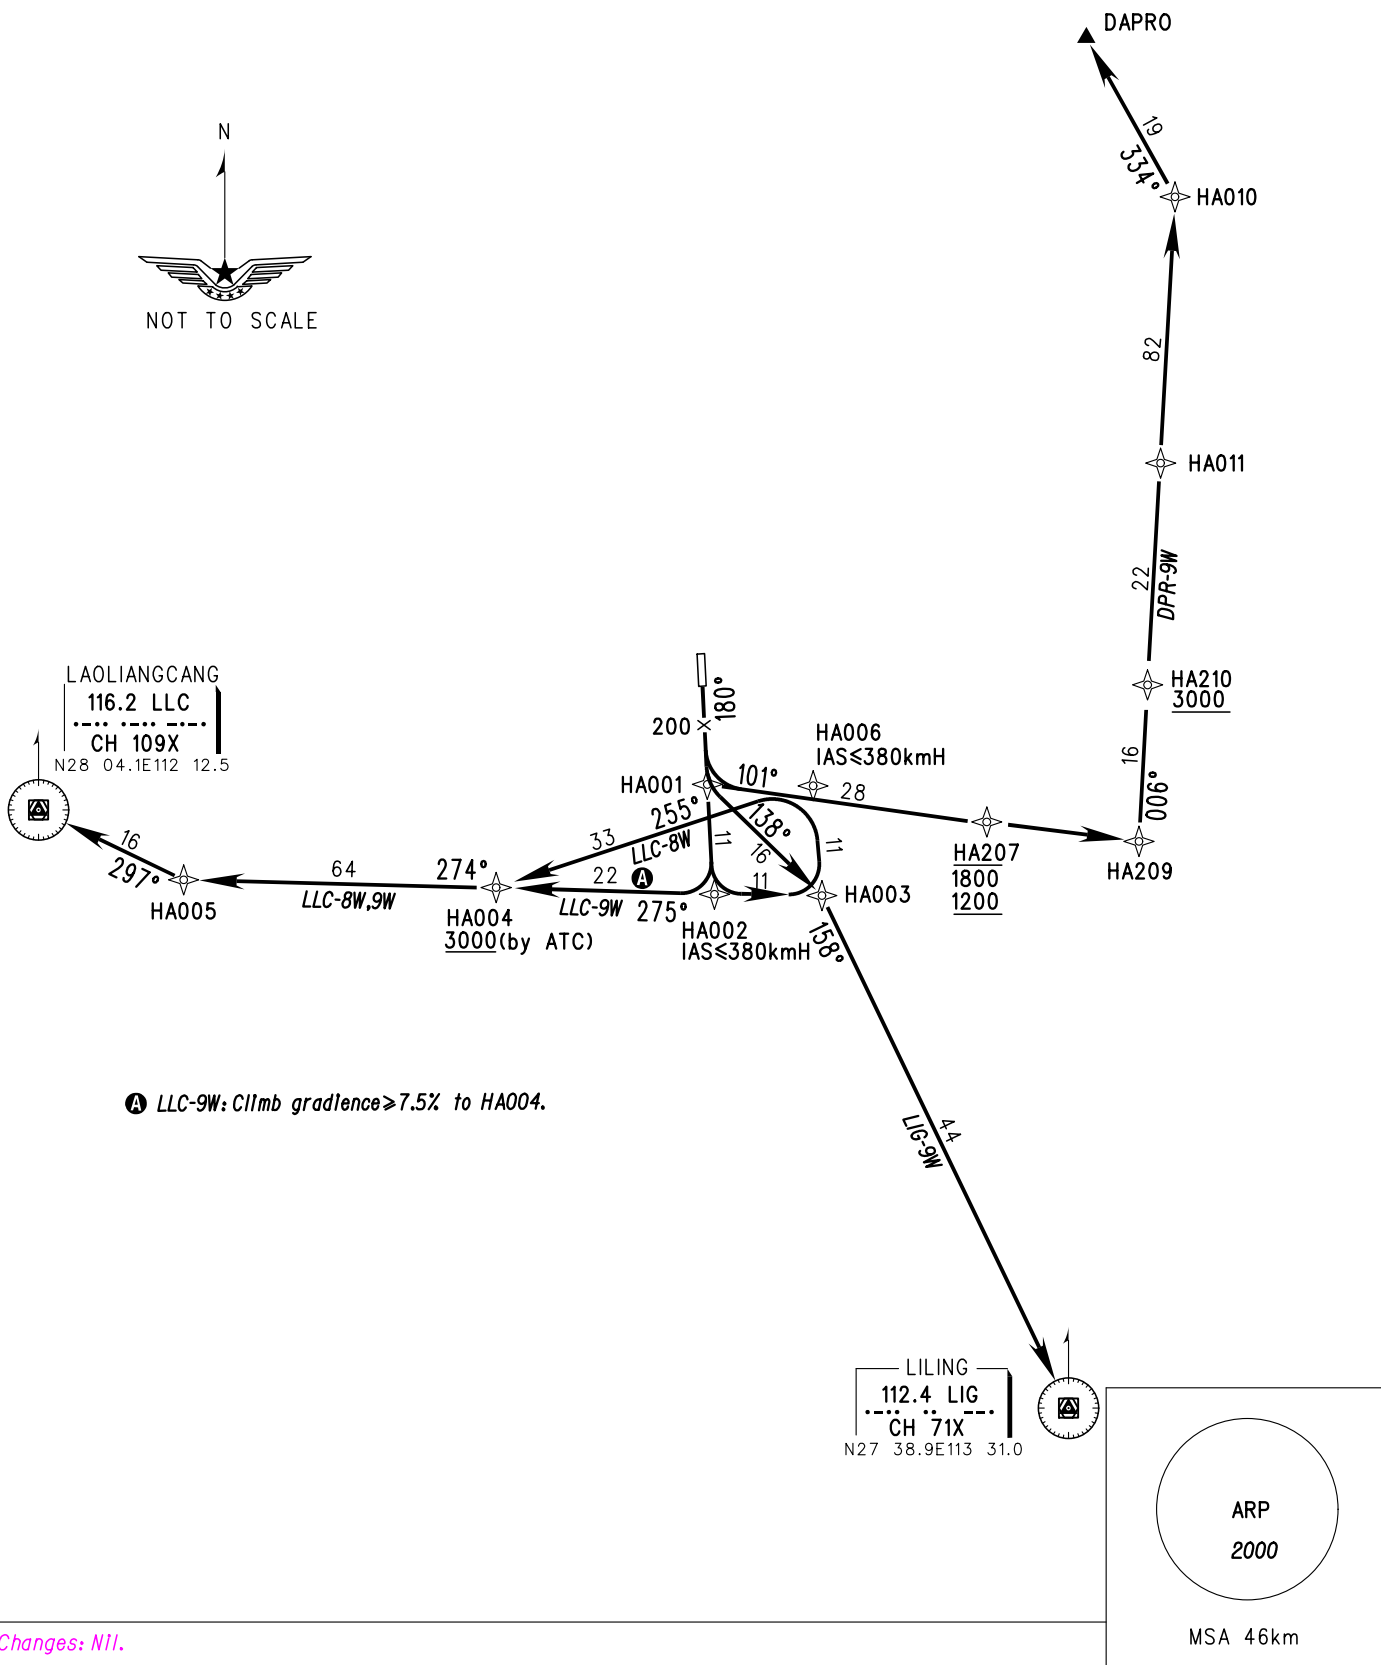 DAPRO
19
334°
HA010
N
NOT TO SCALE
82
HA011
22
DPR-9W
HA210
3000
16
006°
HA209
LAOLIANGCANG
116.2 LLC
CH 109X
N28 04.1E112 12.5
180°
200
HA006
IAS≤380kmH
HA001
101°
28
255°
138°
33
LLC-8W
11
16
11
HA207
1800
1200
16
297°
HA005
64
LLC-8W,9W
274°
HA004
3000(by ATC)
22
A
LLC-9W
275°
11
HA002
IAS≤380kmH
HA003
158°
A LLC-9W: Climb gradience≥7.5% to HA004.
44
LIG-9W
LILING
112.4 LIG
CH 71X
N27 38.9E113 31.0
ARP
2000
MSA 46km
Changes: Nil.